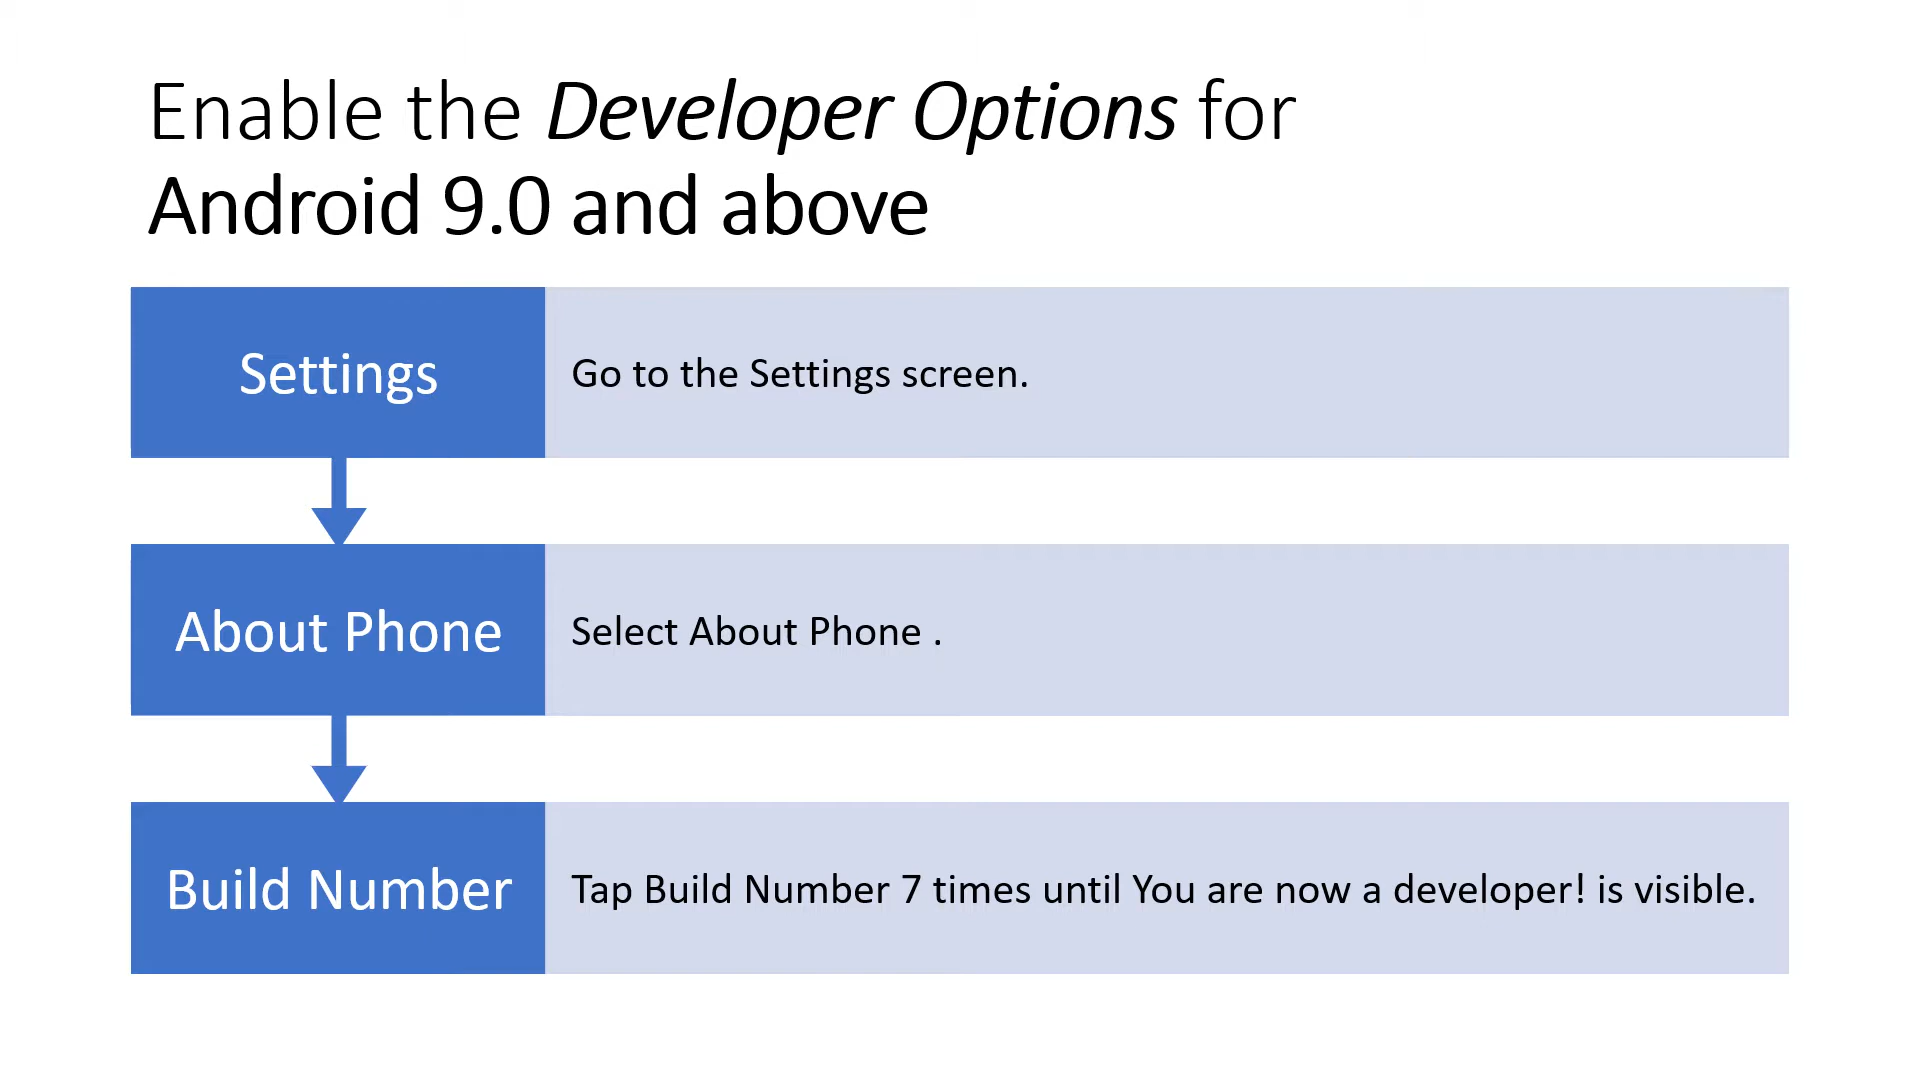 Enable the Developer Options for
Android 9.0 and above
Settings
Go to the Settings screen.
About Phone
Select About Phone .
Build Number
Tap Build Number 7 times until You are now a developer! is visible.